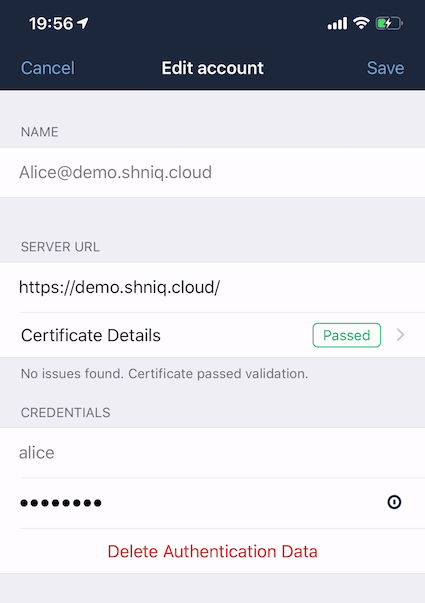 19:56
Cancel Edit account Save
NAME
Alice@demo.shniq.cloud
SERVER URL
https://demo.shniq.cloud/
Certificate Details Passed
No issues found. Certificate passed validation.
CREDENTIALS
alice
●●●●●●●●
Delete Authentication Data